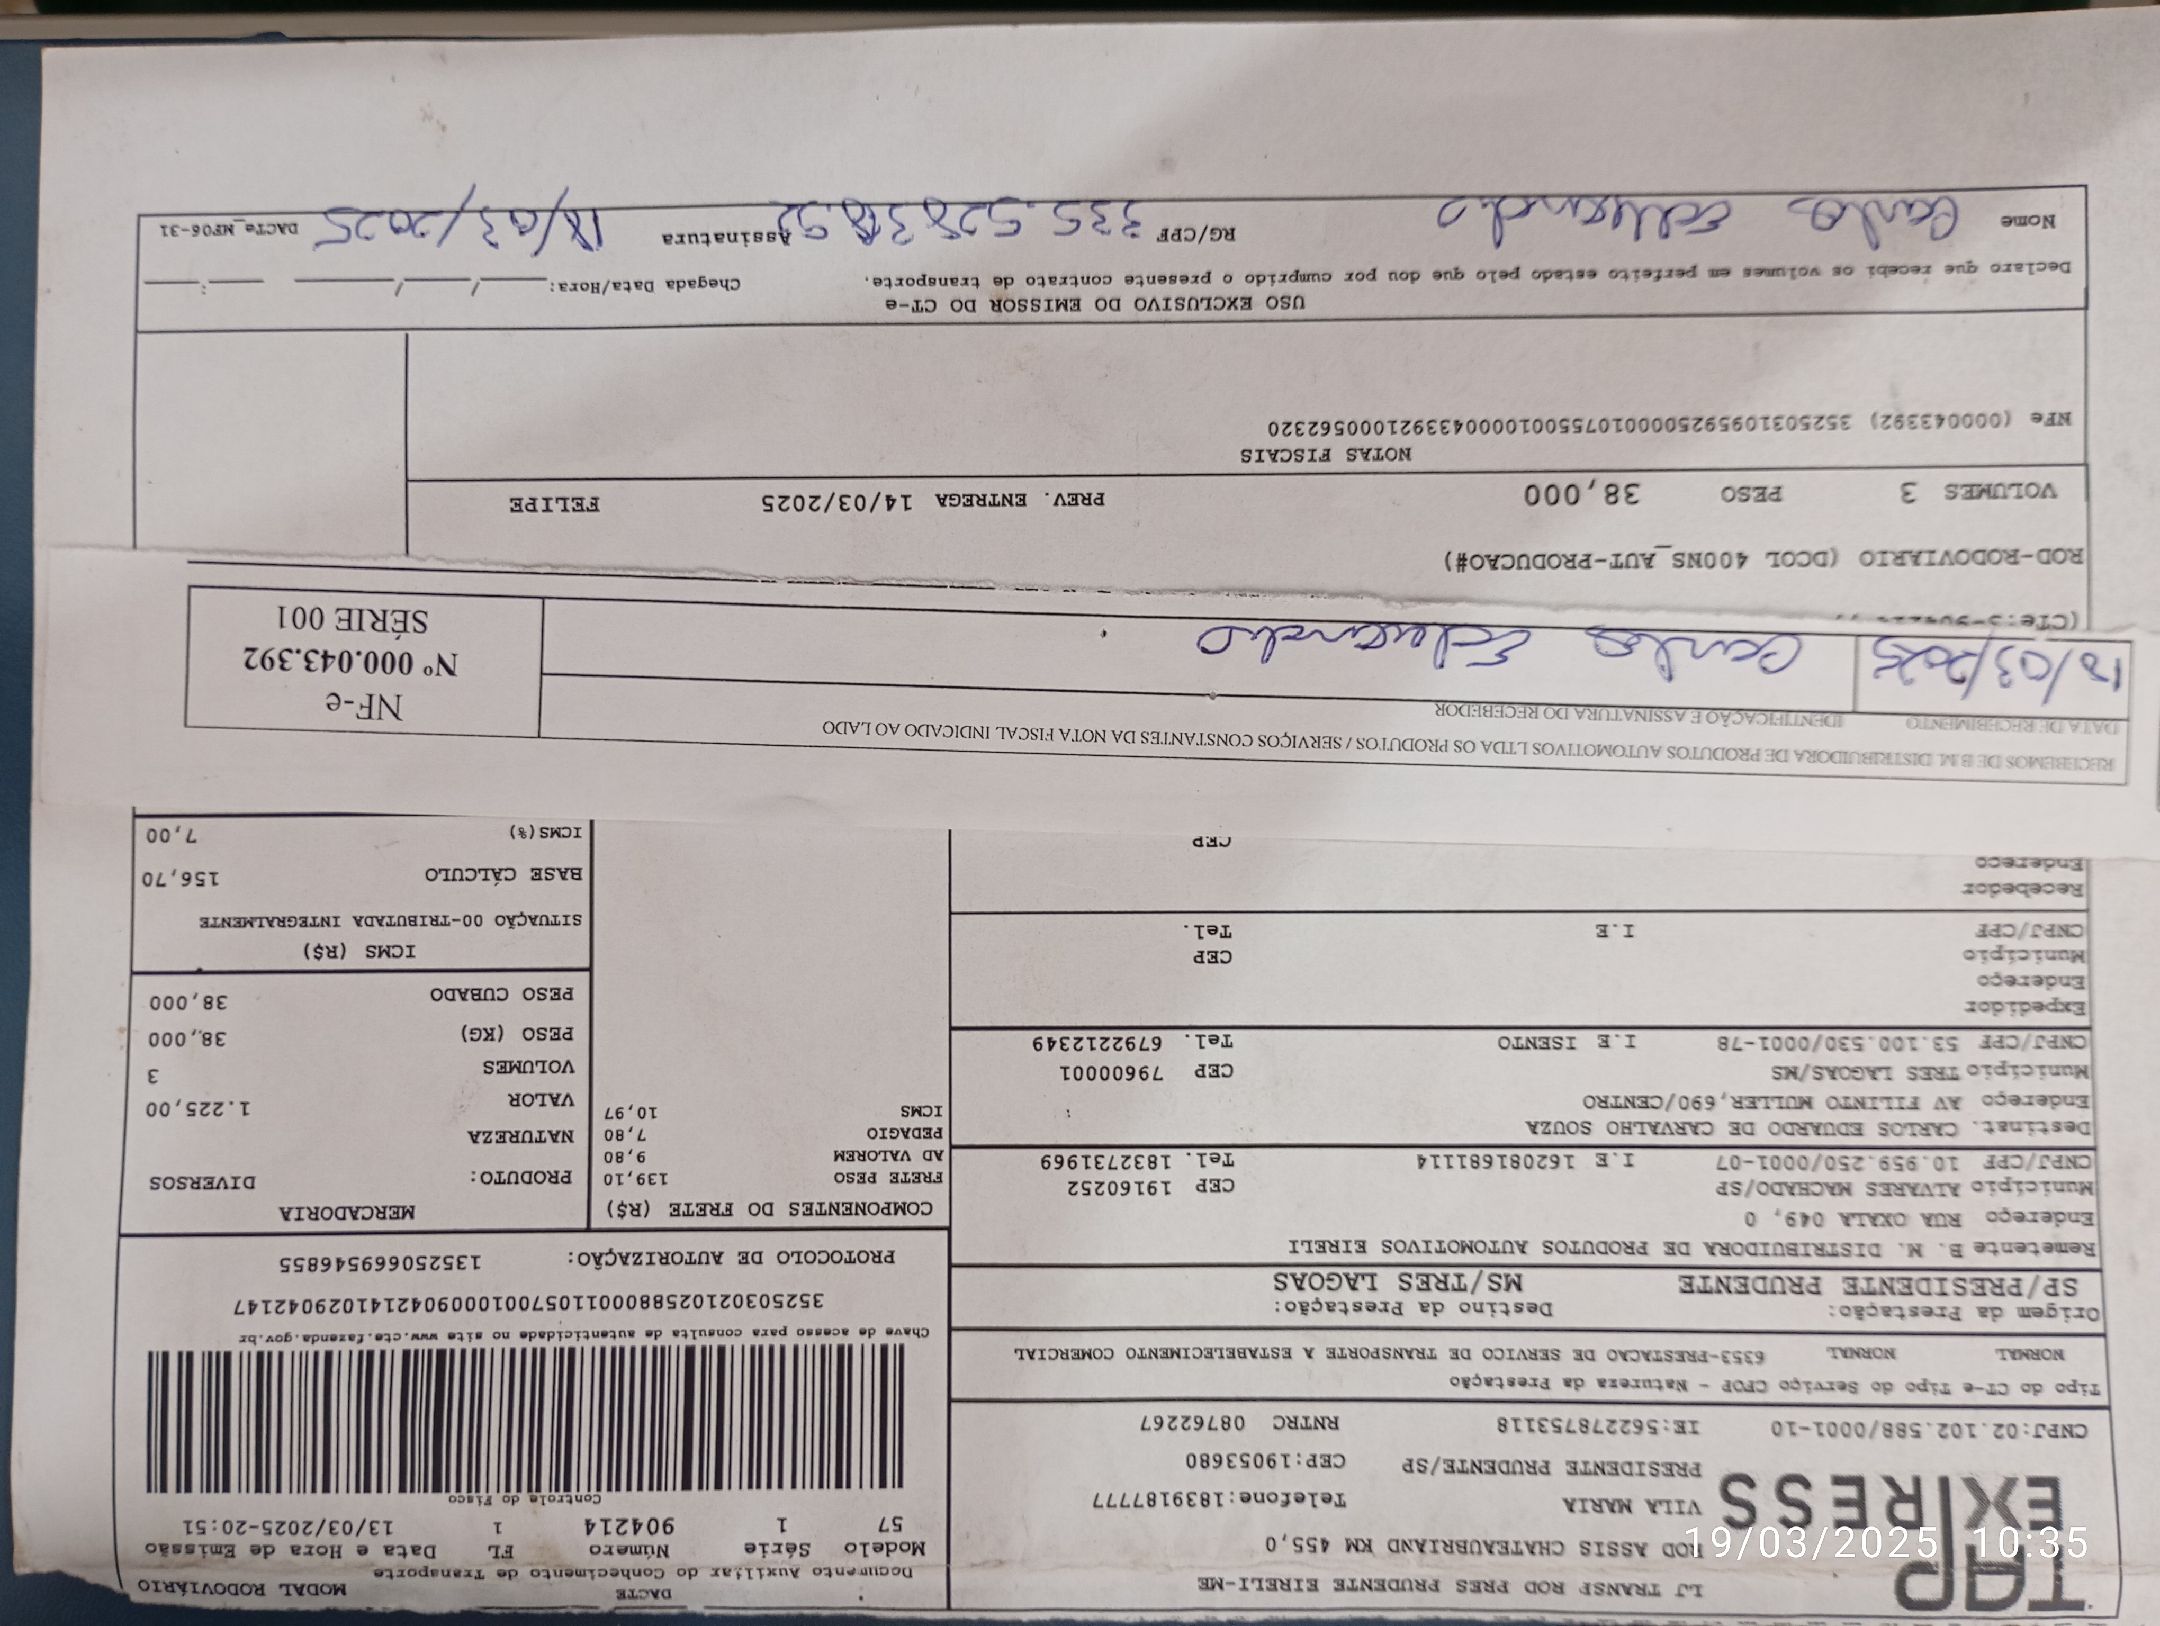 TAP
EXPRESS
LJ TRANSP ROD PRES PRUDENTE EIRELI-ME
ROD ASSIS CHATEAUBRIAND KM 455,0
VILA MARIA Telefone:1839187777
PRESIDENTE PRUDENTE/SP CEP:19053680
CNPJ:02.102.588/0001-10 IE:562278753118 RNTRC 08762267
DACTE MODAL RODOVIÁRIO
Documento Auxiliar do Conhecimento de Transporte
Modelo Série Número FL Data e Hora de Emissão
57 1 904214 1 13/03/2025-20:51
Controle do Fisco
Chave de acesso para consulta de autenticidade no site www.cte.fazenda.gov.br
35250302102588000110570010009042141029042147
PROTOCOLO DE AUTORIZAÇÃO: 135250669546855
Tipo do CT-e Tipo do Serviço CFOP - Natureza da Prestação
NORMAL NORMAL 6353-PRESTACAO DE SERVICO DE TRANSPORTE A ESTABELECIMENTO COMERCIAL
Origem da Prestação: Destino da Prestação:
SP/PRESIDENTE PRUDENTE MS/TRES LAGOAS
Remetente B. M. DISTRIBUIDORA DE PRODUTOS AUTOMOTIVOS EIRELI
Endereço RUA OXALA 049, 0
Município ALVARES MACHADO/SP CEP 19160252
CNPJ/CPF 10.959.250/0001-07 I.E 162081681114 Tel. 1832731969
Destinat. CARLOS EDUARDO DE CARVALHO SOUZA
Endereço AV FILINTO MULLER,690/CENTRO
Município TRES LAGOAS/MS CEP 79600001
CNPJ/CPF 53.100.530/0001-78 I.E ISENTO Tel. 6792212349
Expedidor
Endereço
Município CEP
CNPJ/CPF I.E Tel.
Recebedor
Endereço
CEP
COMPONENTES DO FRETE (R$)
FRETE PESO 139,10
AD VALOREM 9,80
PEDAGIO 7,80
ICMS 10,97
MERCADORIA
PRODUTO: DIVERSOS
NATUREZA
VALOR 1.225,00
VOLUMES 3
PESO (KG) 38,000
PESO CUBADO 38,000
ICMS (R$)
SITUAÇÃO 00-TRIBUTADA INTEGRALMENTE
BASE CÁLCULO 156,70
ICMS(%) 7,00
RECEBEMOS DE B.M. DISTRIBUIDORA DE PRODUTOS AUTOMOTIVOS LTDA OS PRODUTOS / SERVIÇOS CONSTANTES DA NOTA FISCAL INDICADO AO LADO
DATA DE RECEBIMENTO IDENTIFICAÇÃO E ASSINATURA DO RECEBEDOR
18/03/2025 Carlos Eduardo
NF-e
Nº 000.043.392
SÉRIE 001
ROD-RODOVIARIO (DCOL 400NS_AUT-PRODUCAO#)
VOLUMES 3 PESO 38,000 PREV. ENTREGA 14/03/2025 FELIPE
NOTAS FISCAIS
NFe (000043392) 35250310959250000107550010000433921000562320
USO EXCLUSIVO DO EMISSOR DO CT-e
Declaro que recebi os volumes em perfeito estado pelo que dou por cumprido o presente contrato de transporte. Chegada Data/Hora: / / :
Nome Carlos Eduardo RG/CPF Assinatura 18/03/2025 DACTe_MF06-31
19/03/2025 10:35